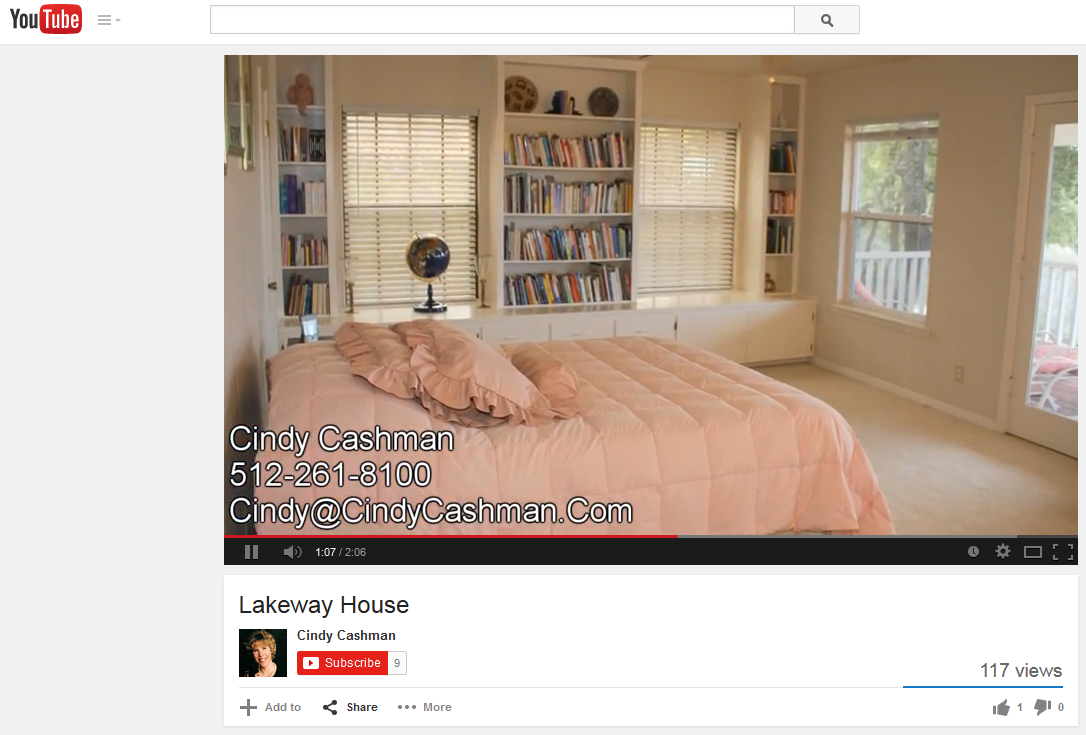 YouTube
Cindy Cashman
512-261-8100
Cindy@CindyCashman.Com
1:07 / 2:06
Lakeway House
Cindy Cashman
Subscribe 9
117 views
Add to Share More 1 0